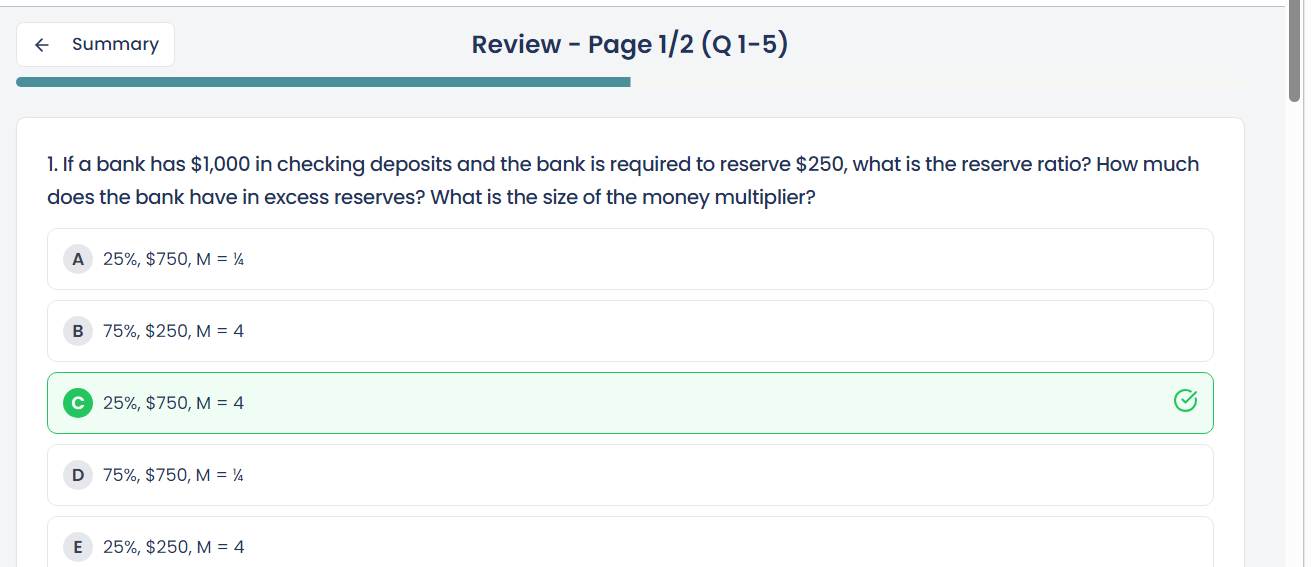 Summary
Review - Page 1/2 (Q 1-5)
1. If a bank has $1,000 in checking deposits and the bank is required to reserve $250, what is the reserve ratio? How much
does the bank have in excess reserves? What is the size of the money multiplier?
A 25%, $750, M = ¼
B 75%, $250, M = 4
C 25%, $750, M = 4
D 75%, $750, M = ¼
E 25%, $250, M = 4